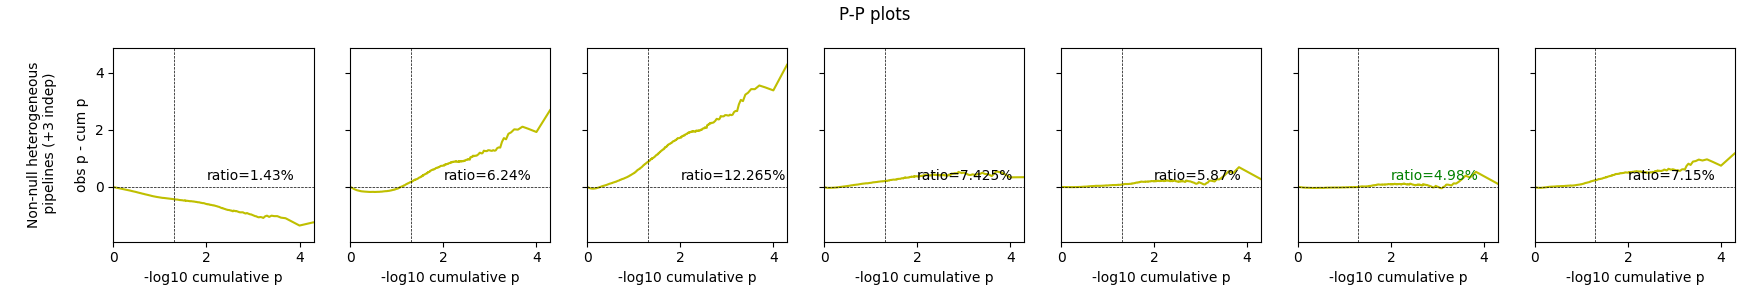 P-P plots
Non-null heterogeneous
pipelines (+3 indep)
obs p - cum p
4
2
0
ratio=1.43%
ratio=6.24%
ratio=12.265%
ratio=7.425%
ratio=5.87%
ratio=4.98%
ratio=7.15%
0 2 4
0 2 4
0 2 4
0 2 4
0 2 4
0 2 4
0 2 4
-log10 cumulative p
-log10 cumulative p
-log10 cumulative p
-log10 cumulative p
-log10 cumulative p
-log10 cumulative p
-log10 cumulative p